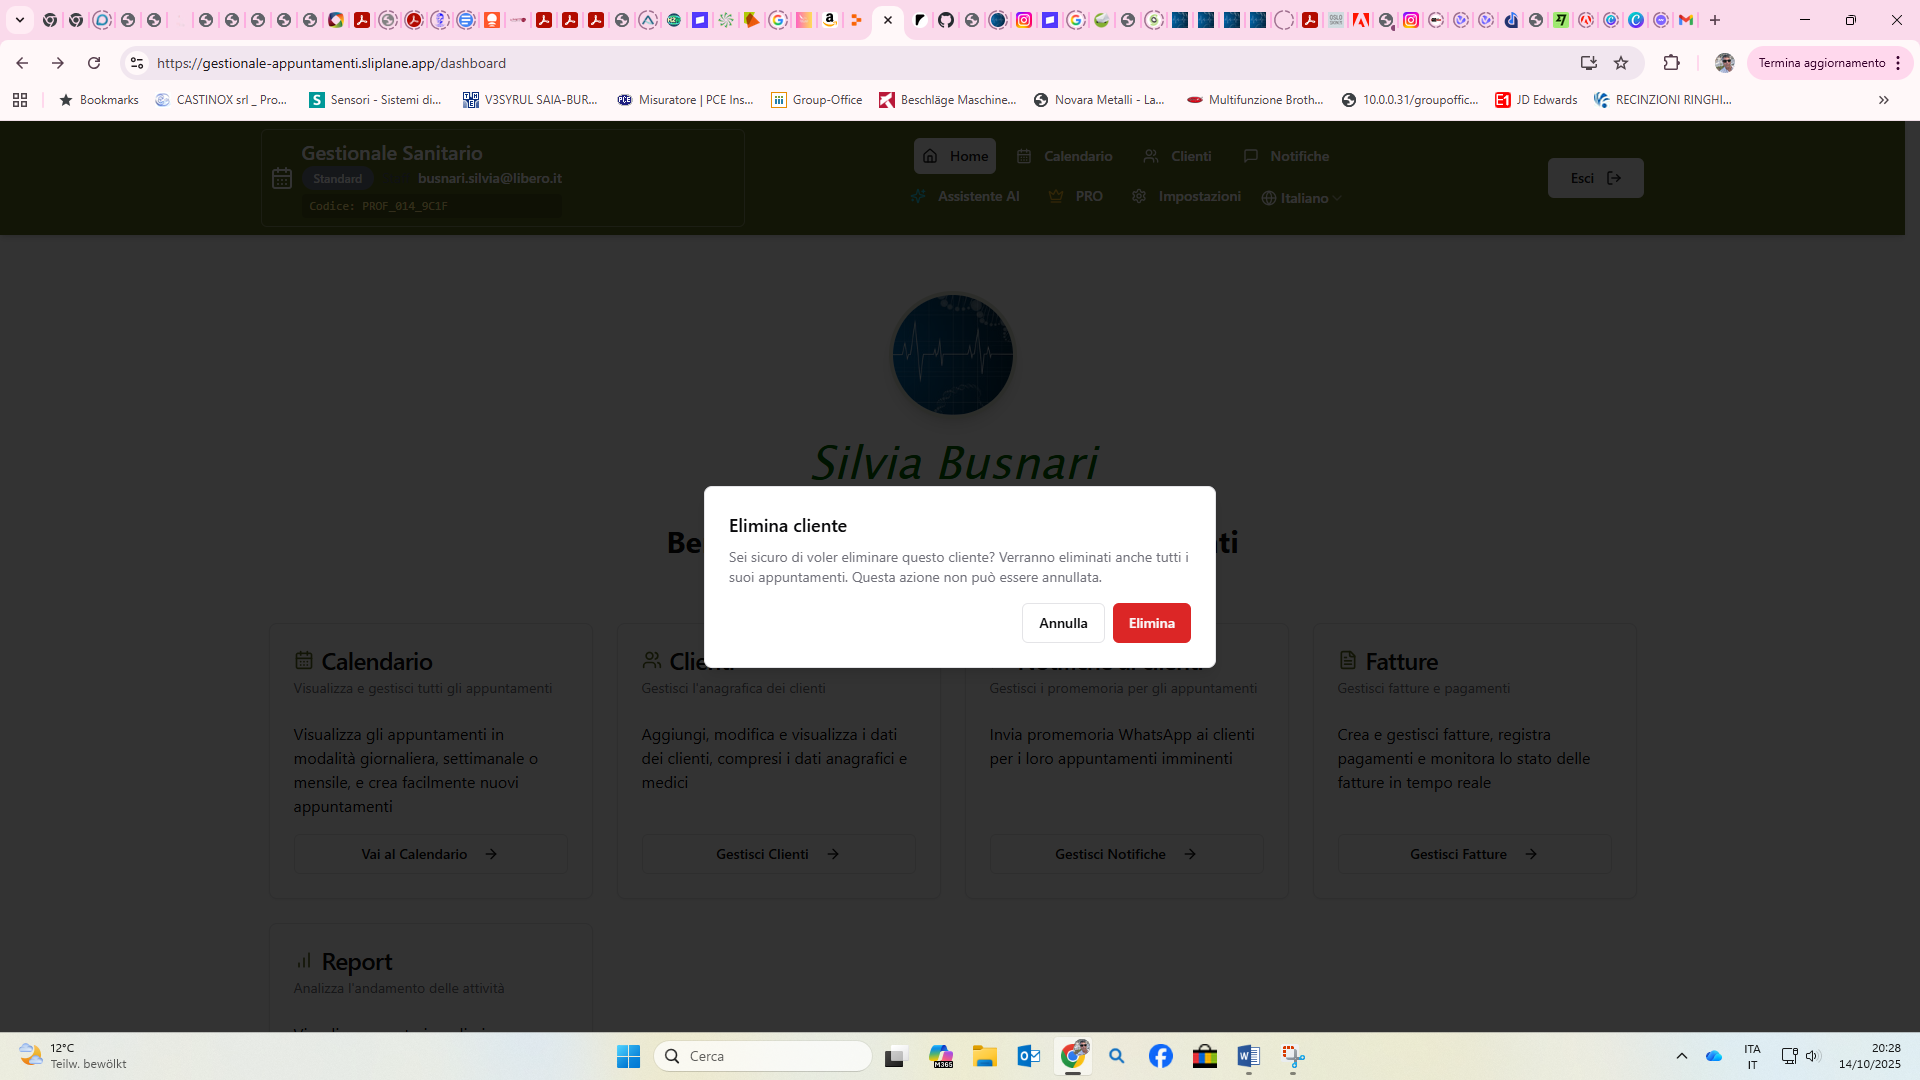 https://gestionale-appuntamenti.sliplane.app/dashboard
Termina aggiornamento
Bookmarks
CASTINOX srl _ Pro...
Sensori - Sistemi di...
V3SYRUL SAIA-BUR...
Misuratore | PCE Ins...
Group-Office
Beschläge Maschine...
Novara Metalli - La...
Multifunzione Broth...
10.0.0.31/groupoffic...
JD Edwards
RECINZIONI RINGHI...
Gestionale Sanitario
Standard
busnari.silvia@libero.it
Codice: PROF_014_9C1F
Home
Calendario
Clienti
Notifiche
Assistente AI
PRO
Impostazioni
Italiano
Esci
Silvia Busnari
Elimina cliente
Sei sicuro di voler eliminare questo cliente? Verranno eliminati anche tutti i
suoi appuntamenti. Questa azione non può essere annullata.
Annulla
Elimina
Calendario
Visualizza e gestisci tutti gli appuntamenti
Visualizza gli appuntamenti in
modalità giornaliera, settimanale o
mensile, e crea facilmente nuovi
appuntamenti
Vai al Calendario
Clienti
Gestisci l'anagrafica dei clienti
Aggiungi, modifica e visualizza i dati
dei clienti, compresi i dati anagrafici e
medici
Gestisci Clienti
Gestisci i promemoria per gli appuntamenti
Invia promemoria WhatsApp ai clienti
per i loro appuntamenti imminenti
Gestisci Notifiche
Fatture
Gestisci fatture e pagamenti
Crea e gestisci fatture, registra
pagamenti e monitora lo stato delle
fatture in tempo reale
Gestisci Fatture
Report
Analizza l'andamento delle attività
12°C
Teilw. bewölkt
Cerca
ITA
IT
20:28
14/10/2025